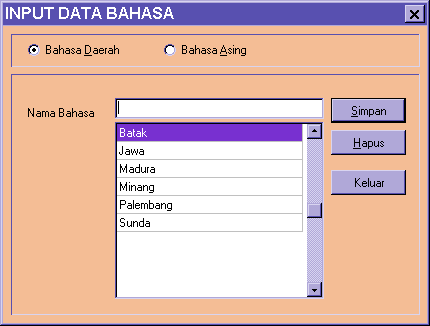 INPUT DATA BAHASA
Bahasa Daerah
Bahasa Asing
Nama Bahasa
Simpan
Batak
Jawa
Madura
Minang
Palembang
Sunda
Hapus
Keluar